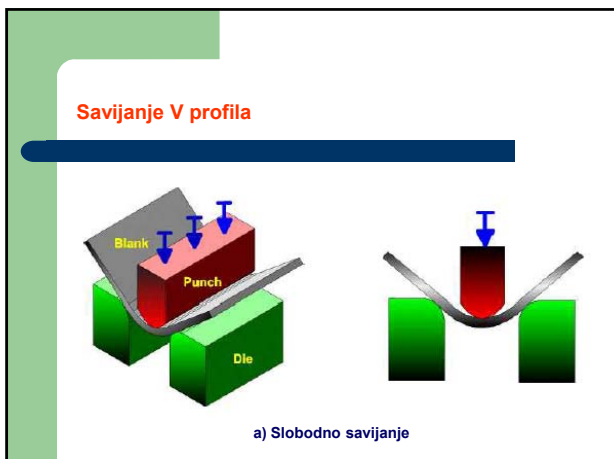 Savijanje V profila
Blank
Punch
Die
a) Slobodno savijanje